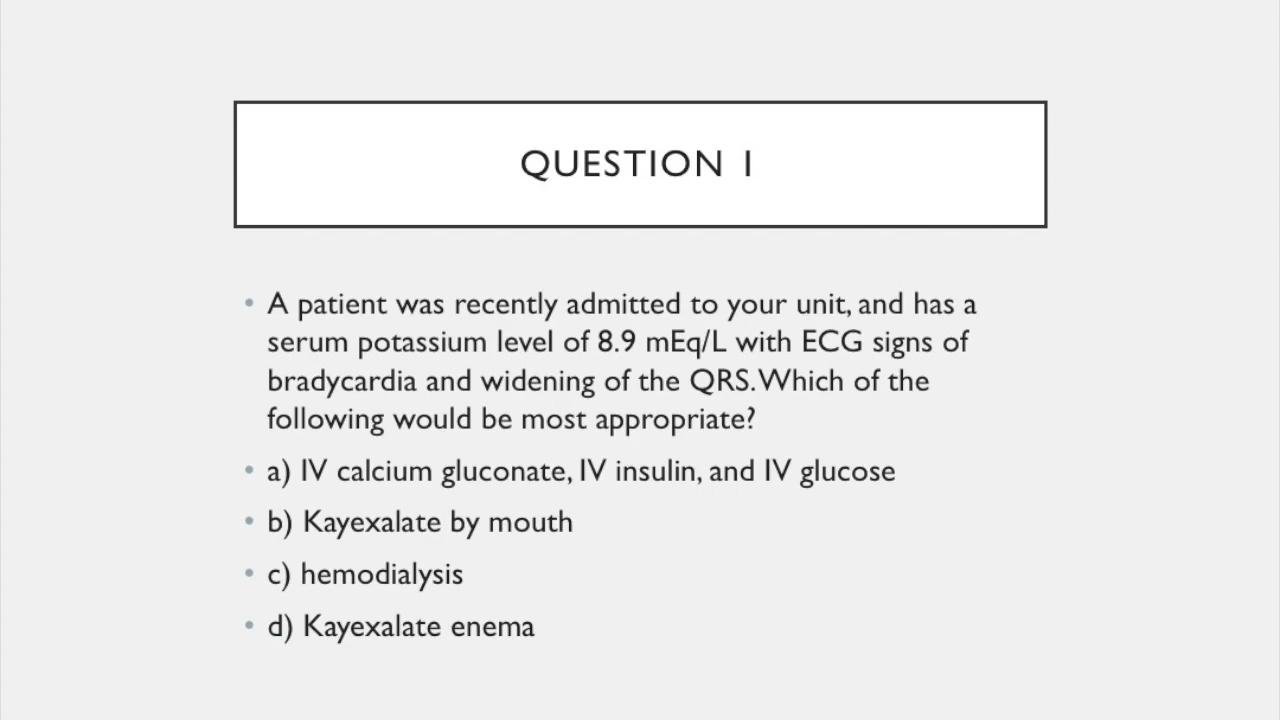 QUESTION 1
• A patient was recently admitted to your unit, and has a
serum potassium level of 8.9 mEq/L with ECG signs of
bradycardia and widening of the QRS. Which of the
following would be most appropriate?
• a) IV calcium gluconate, IV insulin, and IV glucose
• b) Kayexalate by mouth
• c) hemodialysis
• d) Kayexalate enema